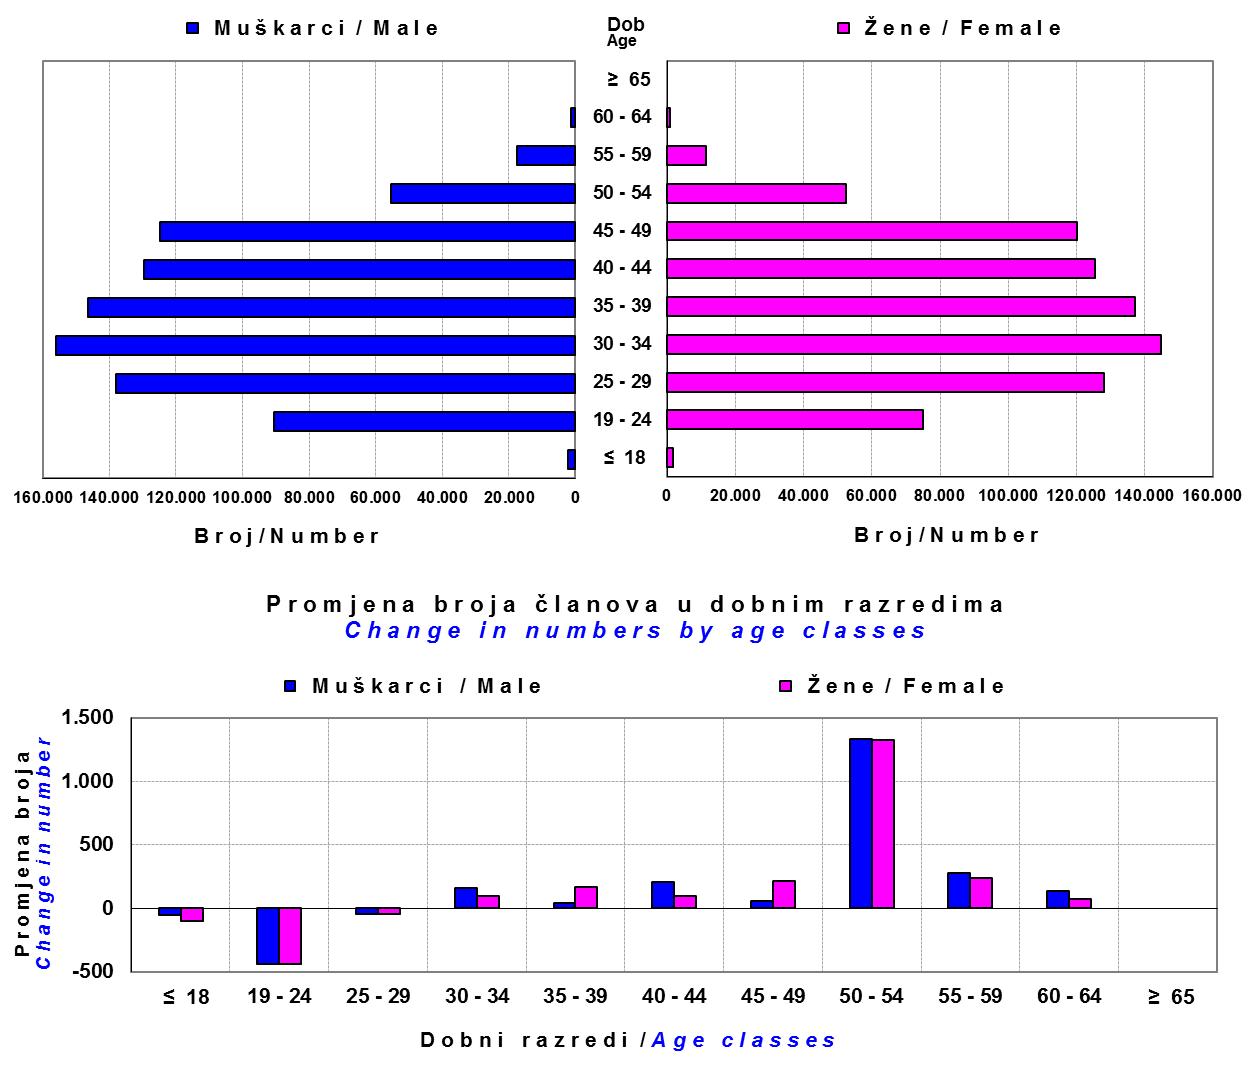 Muškarci / Male
Dob
Age
Žene / Female
≥ 65
60 - 64
55 - 59
50 - 54
45 - 49
40 - 44
35 - 39
30 - 34
25 - 29
19 - 24
≤ 18
160.000 140.000 120.000 100.000 80.000 60.000 40.000 20.000 0
0 20.000 40.000 60.000 80.000 100.000 120.000 140.000 160.000
Broj/Number
Broj/Number
Promjena broja članova u dobnim razredima
Change in numbers by age classes
Muškarci / Male
Žene / Female
Promjena broja
Change in number
1.500
1.000
500
0
-500
≤ 18 19 - 24 25 - 29 30 - 34 35 - 39 40 - 44 45 - 49 50 - 54 55 - 59 60 - 64 ≥ 65
Dobni razredi / Age classes